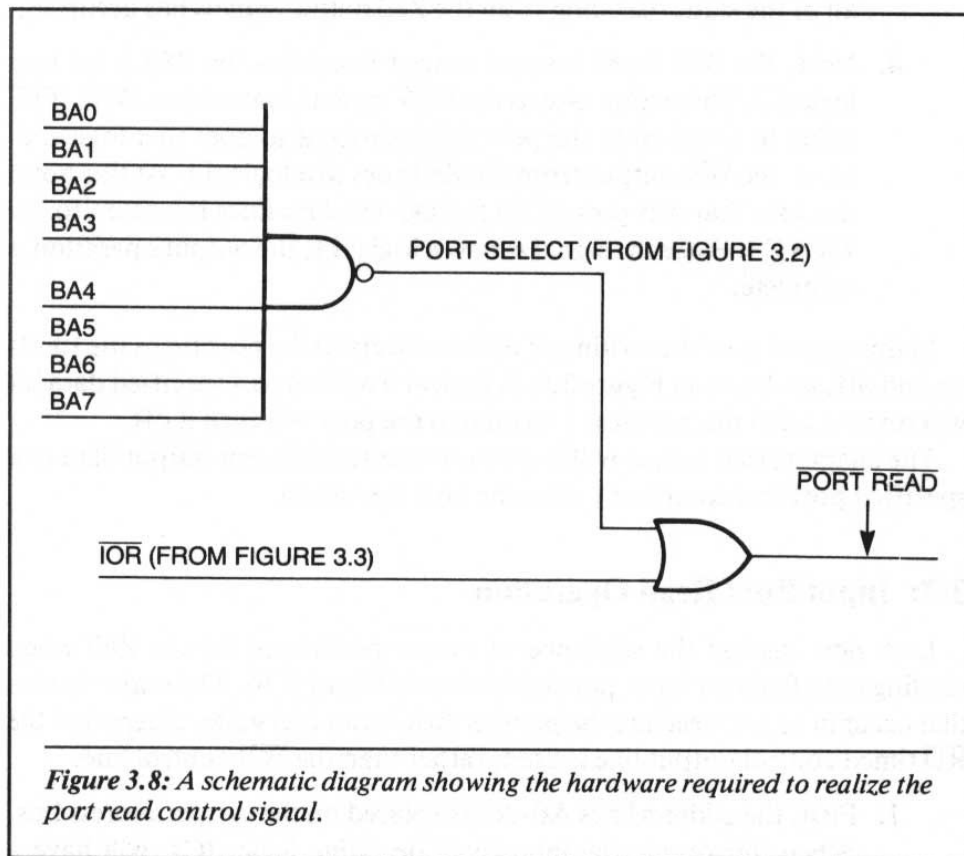 BA0
BA1
BA2
BA3
PORT SELECT (FROM FIGURE 3.2)
BA4
BA5
BA6
BA7
PORT READ
IOR (FROM FIGURE 3.3)
Figure 3.8: A schematic diagram showing the hardware required to realize the
port read control signal.